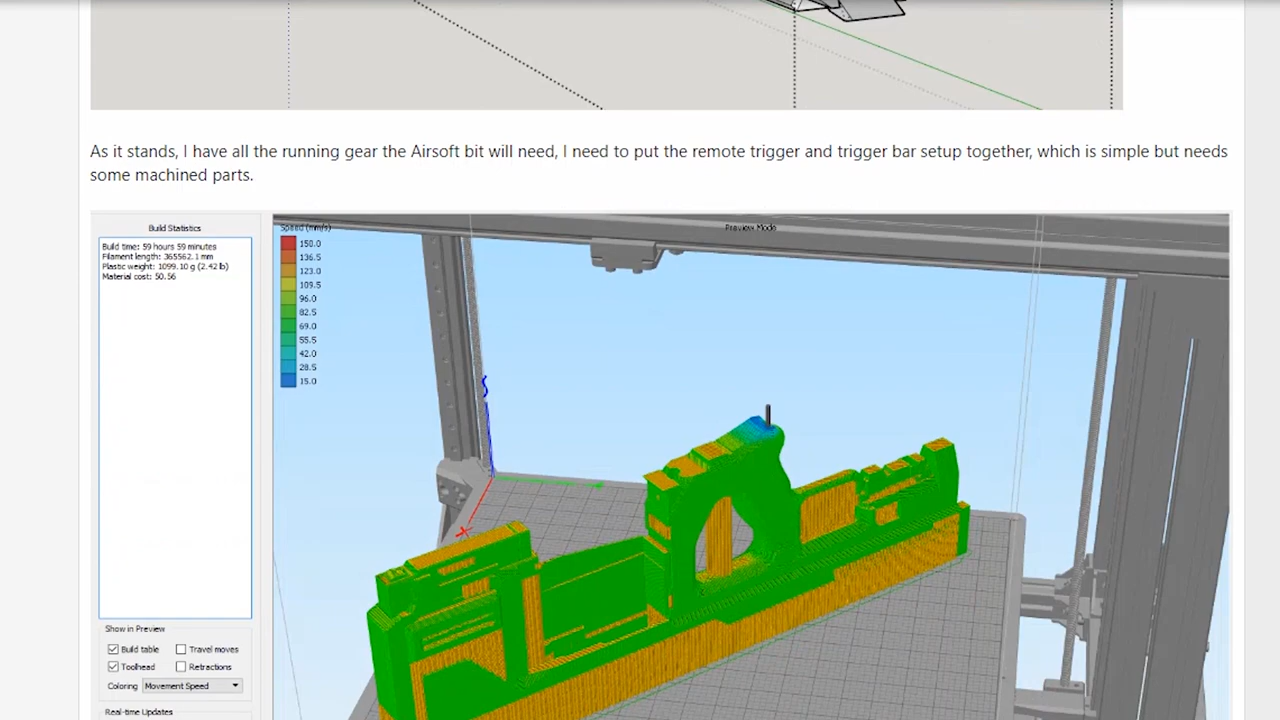 As it stands, I have all the running gear the Airsoft bit will need, I need to put the remote trigger and trigger bar setup together, which is simple but needs
some machined parts.
Build Statistics
Build time: 59 hours 59 minutes
Filament length: 365562.1 mm
Plastic weight: 1099.10 g (2.42 lb)
Material cost: 50.56
Speed (mm/s)
150.0
136.5
123.0
109.5
96.0
82.5
69.0
55.5
42.0
28.5
15.0
Preview Mode
Show in Preview
Build table
Travel moves
Toolhead
Retractions
Coloring
Movement Speed
Real-time Updates